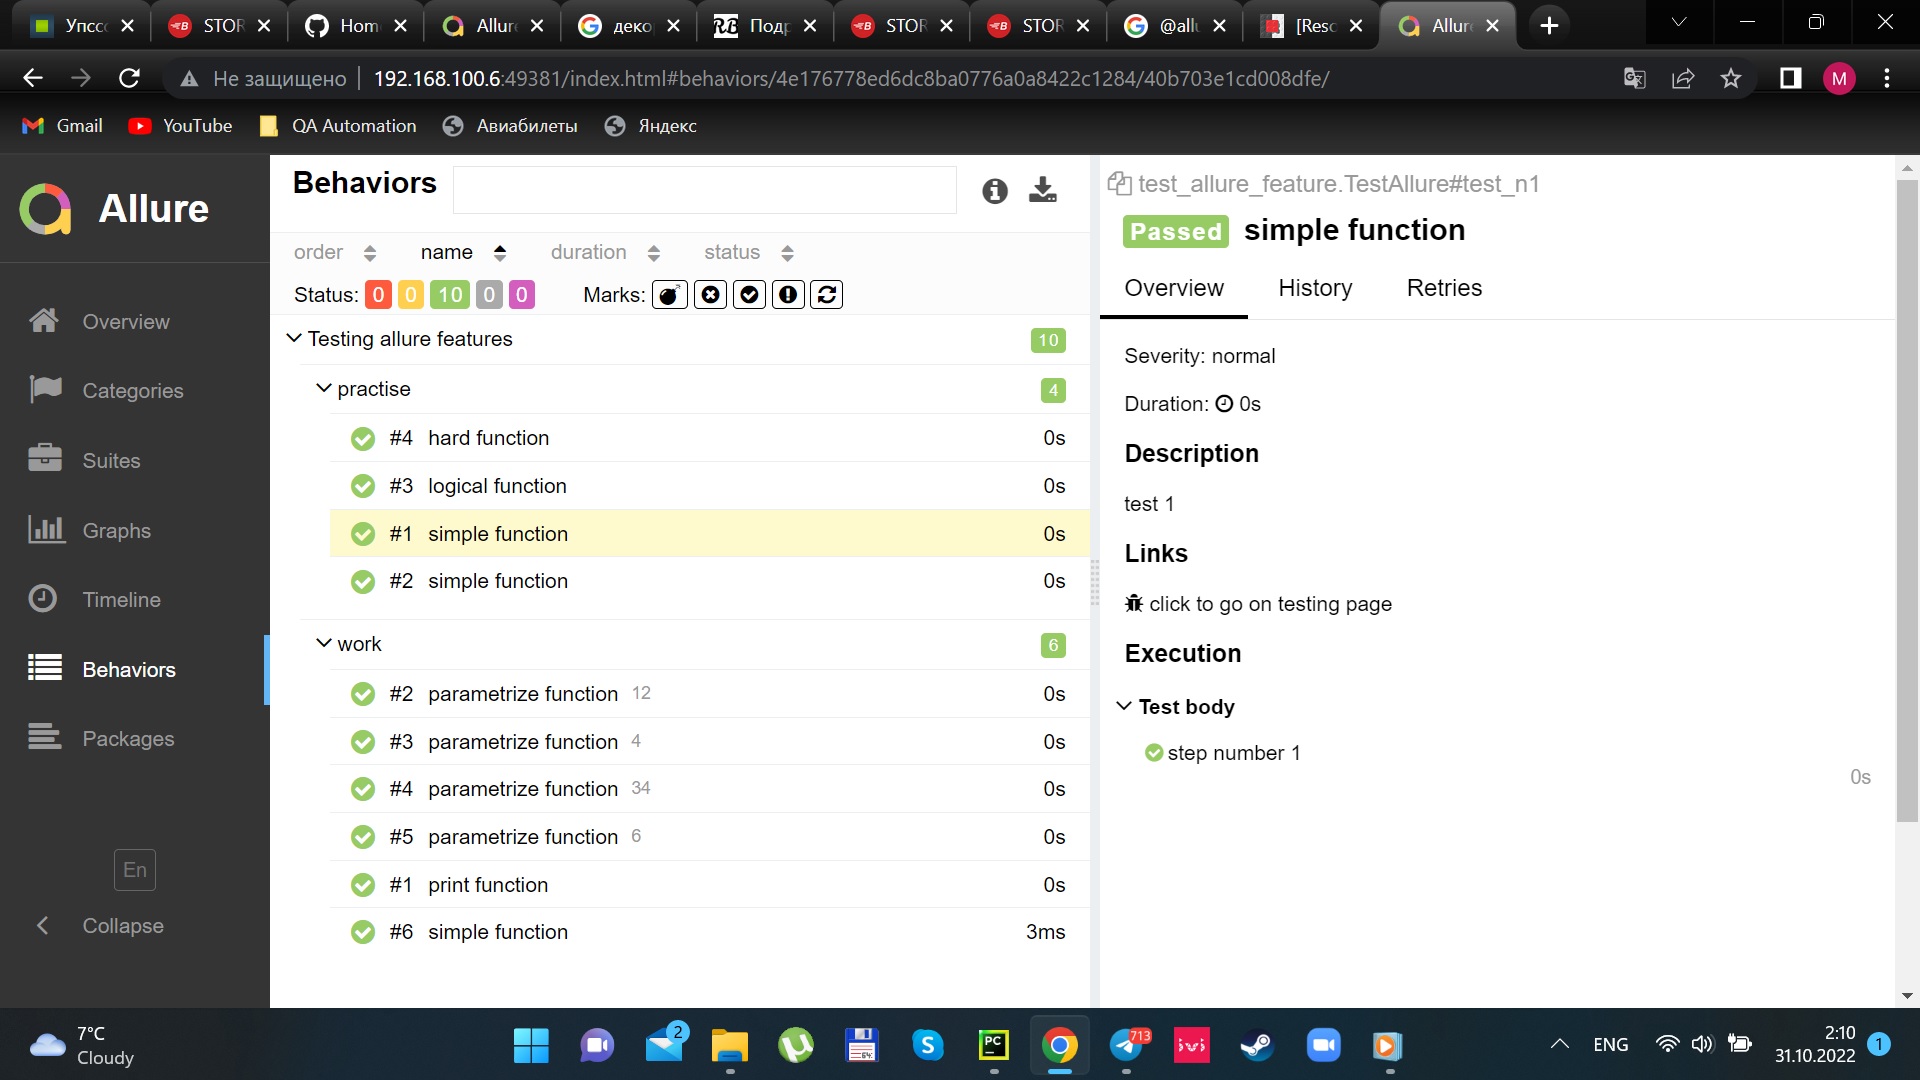 Упссс
STOR
Hom
Allure
деко
Подр
STOR
STOR
@allu
[Reso
Allure
Не защищено
192.168.100.6:49381/index.html#behaviors/4e176778ed6dc8ba0776a0a8422c1284/40b703e1cd008dfe/
M
Gmail
YouTube
QA Automation
Авиабилеты
Яндекс
Allure
Overview
Categories
Suites
Graphs
Timeline
Behaviors
Packages
En
Collapse
Behaviors
order name duration status
Status: 0 0 10 0 0 Marks:
Testing allure features 10
practise 4
#4 hard function 0s
#3 logical function 0s
#1 simple function 0s
#2 simple function 0s
work 6
#2 parametrize function 12 0s
#3 parametrize function 4 0s
#4 parametrize function 34 0s
#5 parametrize function 6 0s
#1 print function 0s
#6 simple function 3ms
test_allure_feature.TestAllure#test_n1
Passed simple function
Overview History Retries
Severity: normal
Duration: 0s
Description
test 1
Links
click to go on testing page
Execution
Test body
step number 1
0s
7°C
Cloudy
2
64
S
PC
713
ENG
2:10
31.10.2022
1